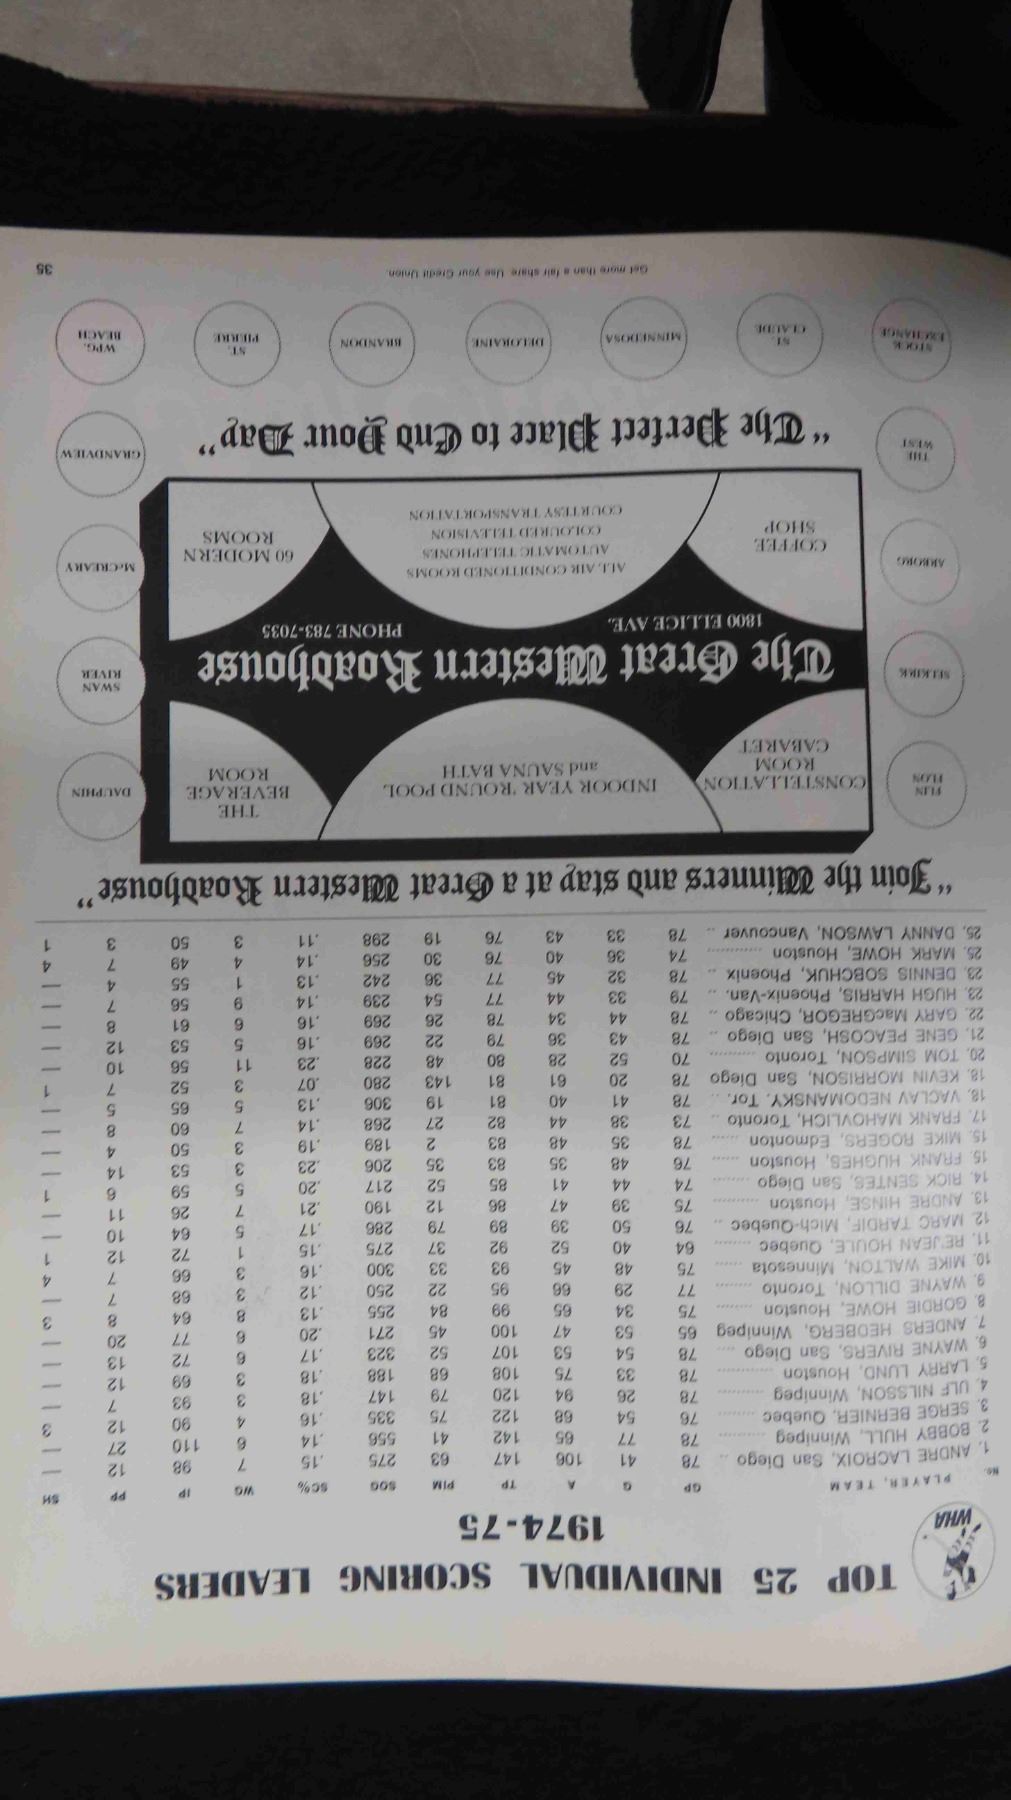 WHA
TOP 25 INDIVIDUAL SCORING LEADERS
1974-75
No. PLAYER, TEAM GP G A TP PIM SOG SC% WG IP PP SH
1. ANDRE LACROIX, San Diego .. 78 41 106 147 63 275 .15 7 98 12 —
2. BOBBY HULL, Winnipeg ......... 78 77 65 142 41 556 .14 6 110 27 —
3. SERGE BERNIER, Quebec ........ 76 54 68 122 75 335 .16 4 90 12 3
4. ULF NILSSON, Winnipeg .......... 78 26 94 120 79 147 .18 3 93 7 —
5. LARRY LUND, Houston ........... 78 33 75 108 68 188 .18 3 69 12 —
6. WAYNE RIVERS, San Diego .... 78 54 53 107 52 323 .17 6 72 13 —
7. ANDERS HEDBERG, Winnipeg 65 53 47 100 45 271 .20 6 77 20 —
8. GORDIE HOWE, Houston ........ 75 34 65 99 84 255 .13 8 64 8 3
9. WAYNE DILLON, Toronto ........ 77 29 66 95 22 250 .12 3 68 7 —
10. MIKE WALTON, Minnesota ...... 75 48 45 93 33 300 .16 3 66 7 4
11. REJEAN HOULE, Quebec ........ 64 40 52 92 37 275 .15 1 72 12 1
12. MARC TARDIF, Mich-Quebec .. 76 50 39 89 79 286 .17 5 64 10 —
13. ANDRE HINSE, Houston .......... 75 39 47 86 12 190 .21 7 26 11 —
14. RICK SENTES, San Diego ........ 74 44 41 85 52 217 .20 5 59 6 1
15. FRANK HUGHES, Houston ....... 76 48 35 83 35 206 .23 3 53 14 —
15. MIKE ROGERS, Edmonton ...... 78 35 48 83 2 189 .19 3 50 4 —
17. FRANK MAHOVLICH, Toronto .. 73 38 44 82 27 268 .14 7 60 8 —
18. VACLAV NEDOMANSKY, Tor. .. 78 41 40 81 19 306 .13 5 65 5 —
18. KEVIN MORRISON, San Diego 78 20 61 81 143 280 .07 3 52 7 1
20. TOM SIMPSON, Toronto .......... 70 52 28 80 48 228 .23 11 56 10 —
21. GENE PEACOSH, San Diego .. 78 43 36 79 22 269 .16 5 53 12 —
22. GARY MacGREGOR, Chicago .. 78 44 34 78 26 269 .16 6 61 8 —
23. HUGH HARRIS, Phoenix-Van. .. 79 33 44 77 54 239 .14 9 56 7 —
23. DENNIS SOBCHUK, Phoenix .. 78 32 45 77 36 242 .13 1 55 4 —
25. MARK HOWE, Houston ............ 74 36 40 76 30 256 .14 4 49 7 4
25. DANNY LAWSON, Vancouver .. 78 33 43 76 19 298 .11 3 50 3 1
"Join the Winners and stay at a Great Western Roadhouse"
FLIN
FLON
CONSTELLATION
ROOM
CABARET
INDOOR YEAR 'ROUND POOL
and SAUNA BATH
THE
BEVERAGE
ROOM
DAUPHIN
SELKIRK
The Great Western Roadhouse
SWAN
RIVER
1800 ELLICE AVE.
PHONE 783-7035
ARBORG
COFFEE
SHOP
ALL AIR CONDITIONED ROOMS
AUTOMATIC TELEPHONES
COLOURED TELEVISION
COURTESY TRANSPORTATION
60 MODERN
ROOMS
McCREARY
THE
WEST
"The Perfect Place to End Your Day"
GRANDVIEW
STOCK
EXCHANGE
ST.
CLAUDE
MINNEDOSA
DELORAINE
BRANDON
ST.
PIERRE
WPG.
BEACH
Get more than a fair share. Use your Credit Union.
35